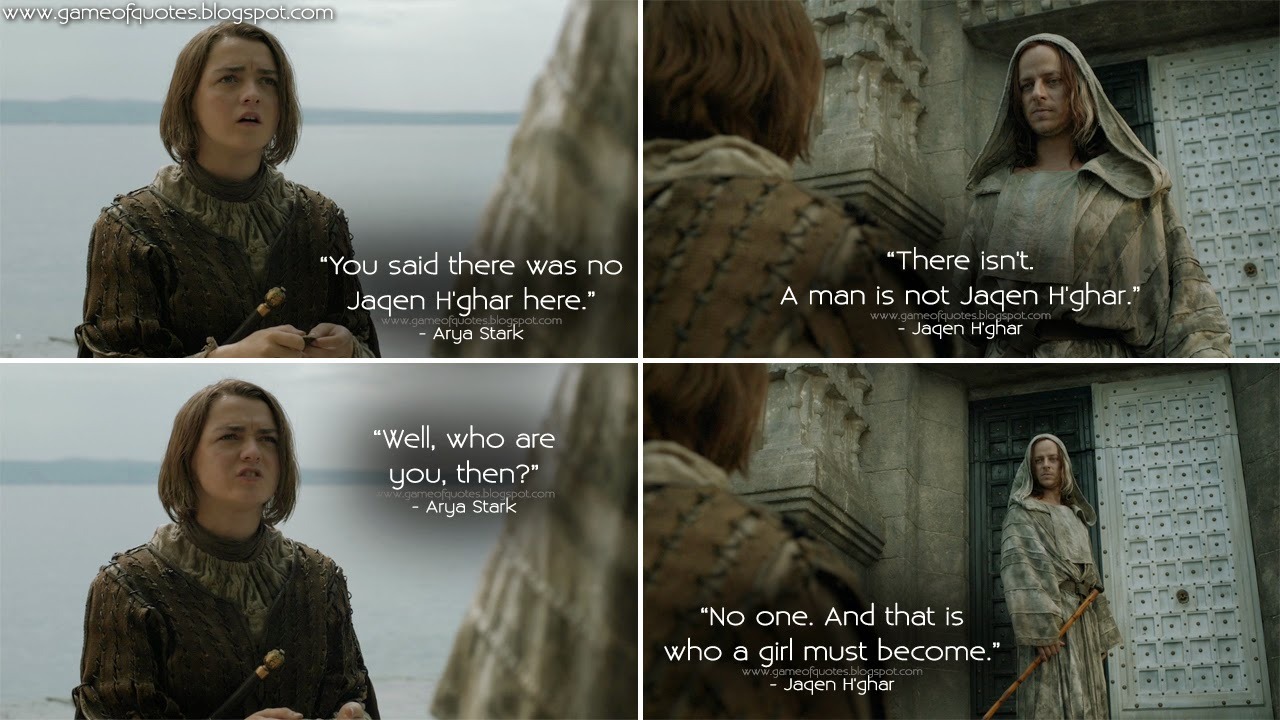 www.gameofquotes.blogspot.com
“You said there was no
Jaqen H'ghar here.”
www.gameofquotes.blogspot.com
- Arya Stark
“There isn't.
A man is not Jaqen H'ghar.”
www.gameofquotes.blogspot.com
- Jaqen H'ghar
“Well, who are
you, then?”
www.gameofquotes.blogspot.com
- Arya Stark
“No one. And that is
who a girl must become.”
www.gameofquotes.blogspot.com
- Jaqen H'ghar